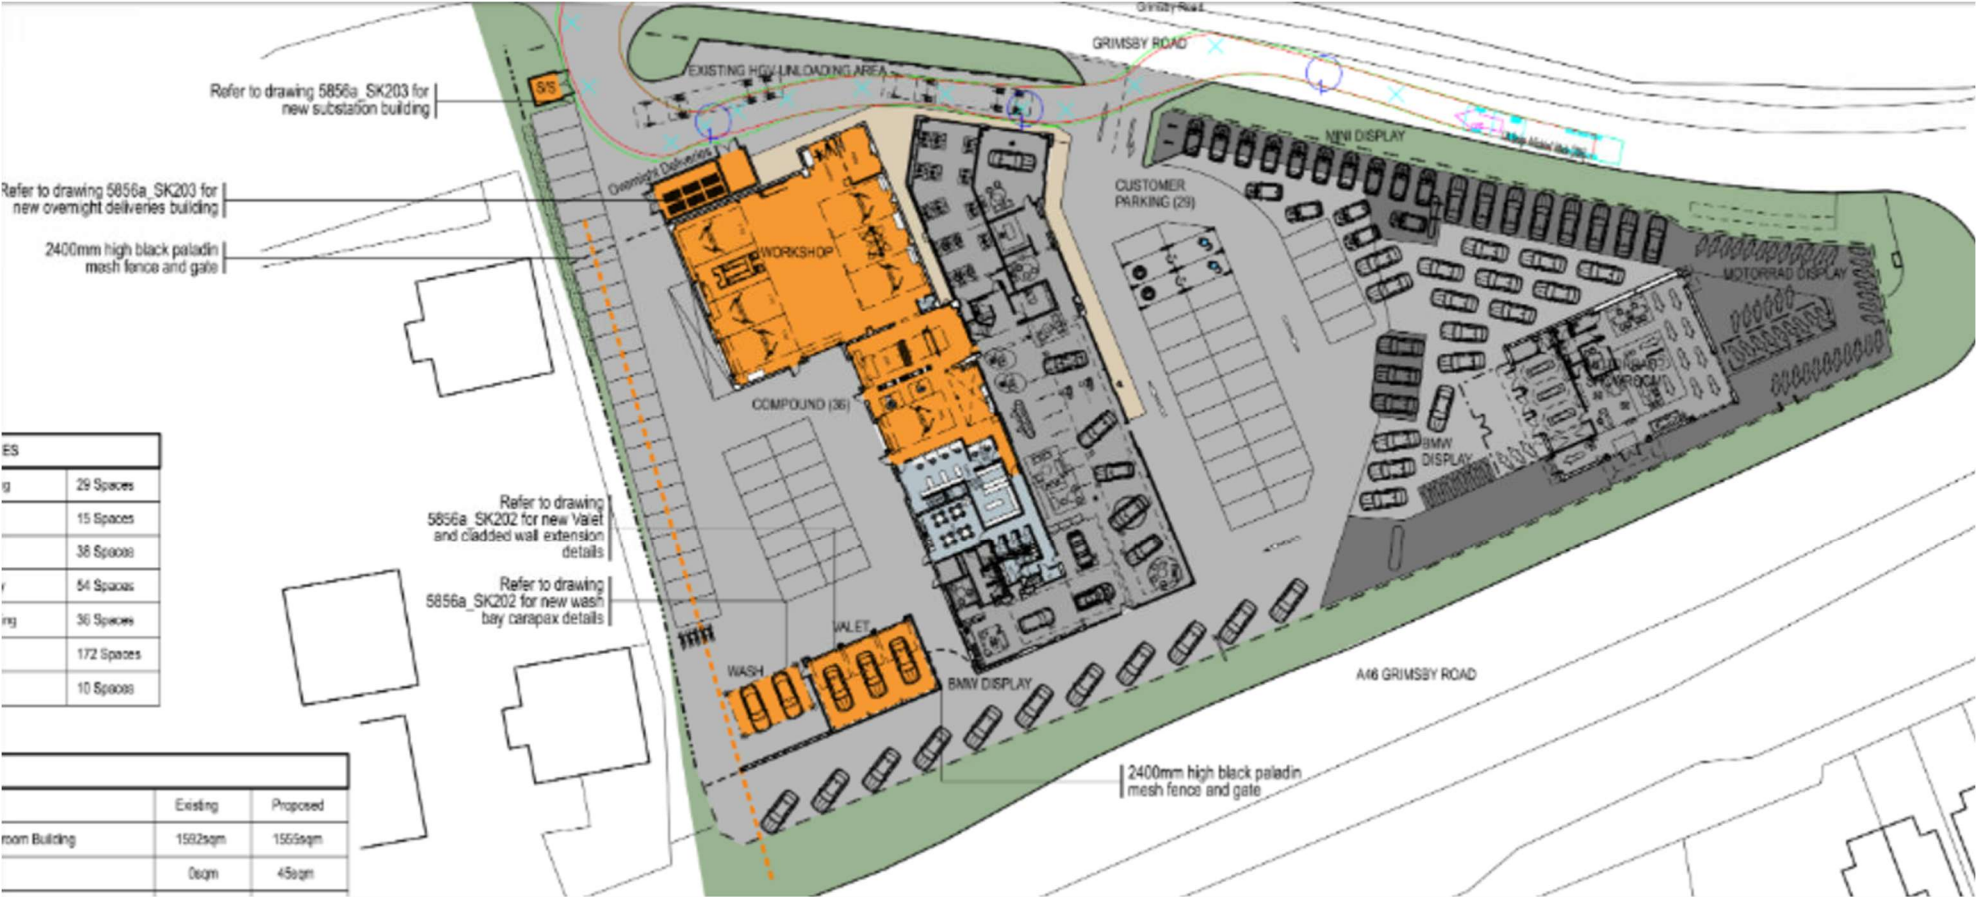 Grimsby Road
GRIMSBY ROAD
EXISTING HGV UNLOADING AREA
S/S
Refer to drawing 5856a_SK203 for
new substation building
MINI DISPLAY
Overnight Deliveries
Refer to drawing 5856a_SK203 for
new overnight deliveries building
CUSTOMER
PARKING (29)
2400mm high black paladin
mesh fence and gate
WORKSHOP
MOTORRAD DISPLAY
MOTORRAD
SHOWROOM
COMPOUND (36)
BMW
DISPLAY
ES
g
29 Spaces
15 Spaces
38 Spaces
y
54 Spaces
ing
36 Spaces
172 Spaces
10 Spaces
Refer to drawing
5856a_SK202 for new Valet
and cladded wall extension
details
Refer to drawing
5856a_SK202 for new wash
bay carapax details
VALET
WASH
BMW DISPLAY
A46 GRIMSBY ROAD
2400mm high black paladin
mesh fence and gate
Existing
Proposed
room Building
1592sqm
1555sqm
0sqm
45sqm